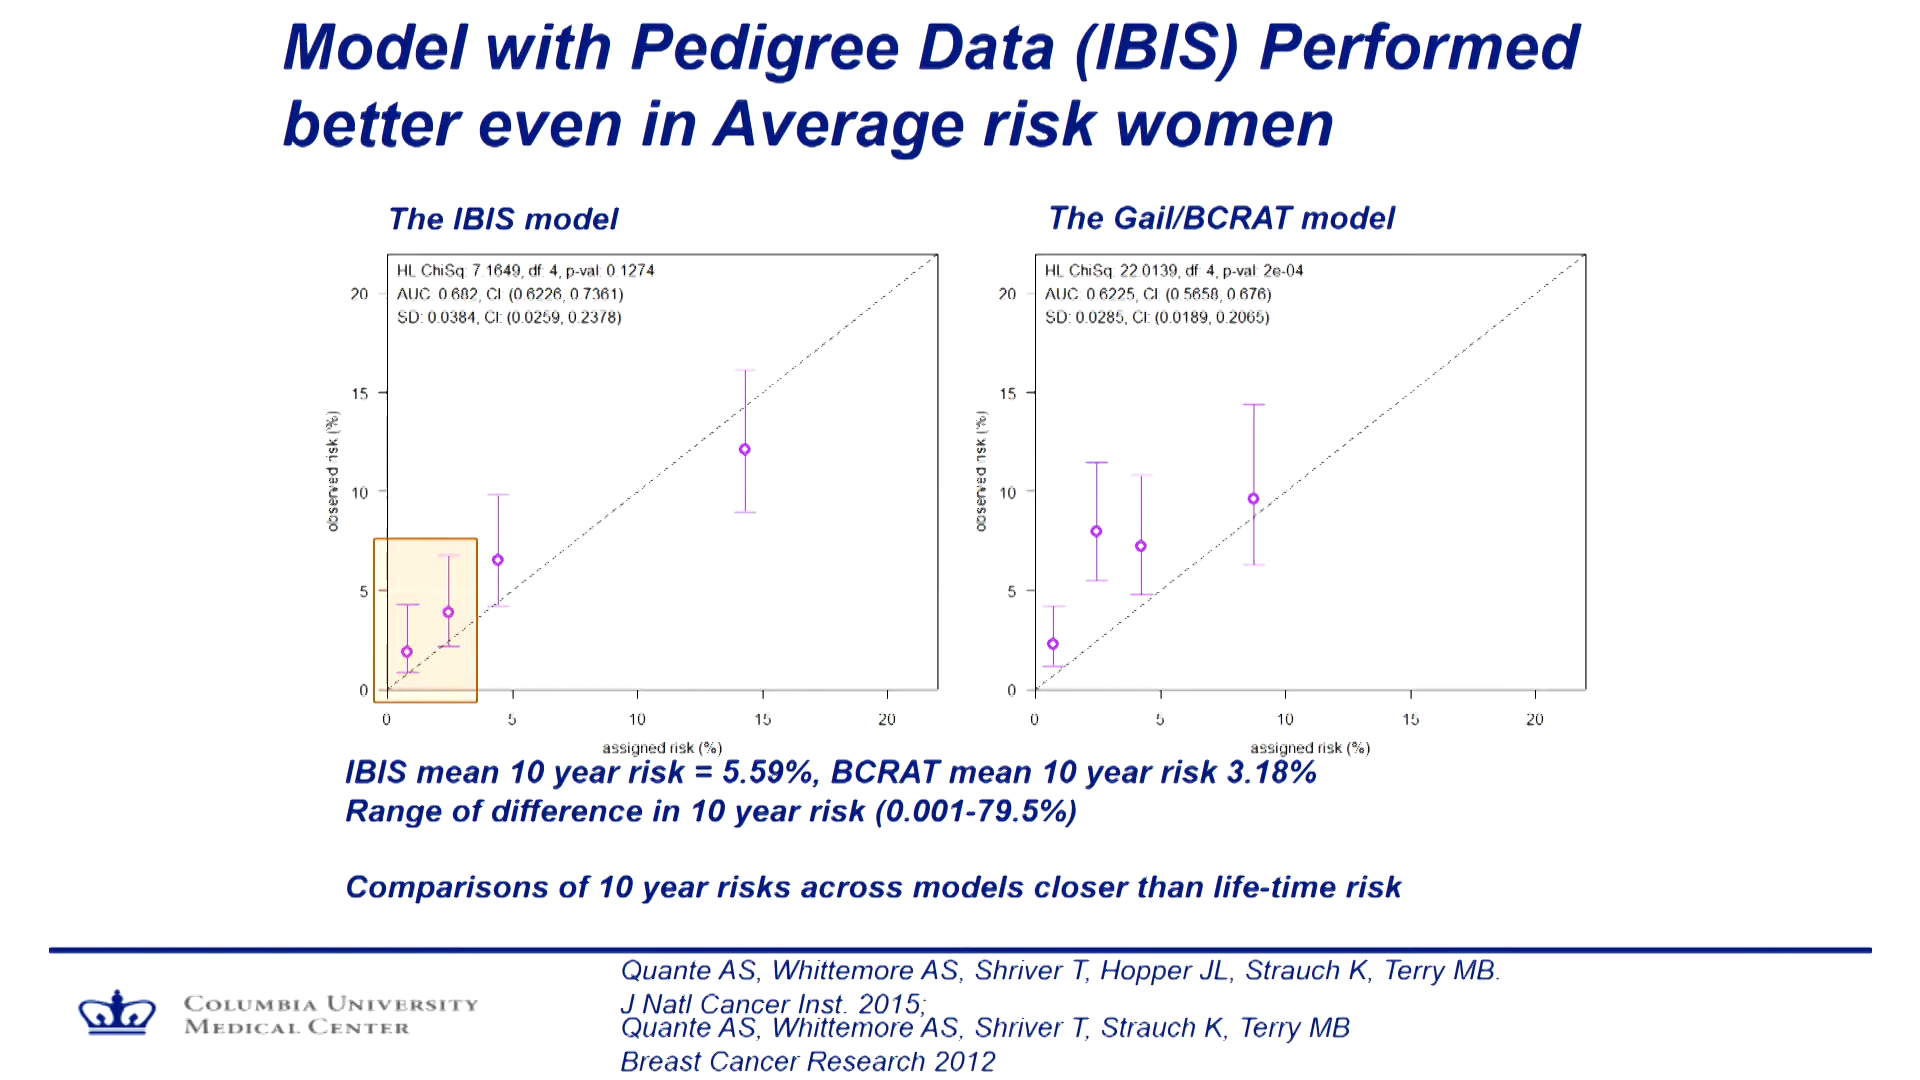 Model with Pedigree Data (IBIS) Performed
better even in Average risk women
The IBIS model
HL ChiSq: 7.1649, df: 4, p-val: 0.1274
AUC: 0.682, CI: (0.6226, 0.7361)
SD: 0.0384, CI: (0.0259, 0.2378)
observed risk (%)
20
15
10
5
0
0 5 10 15 20
assigned risk (%)
The Gail/BCRAT model
HL ChiSq: 22.0139, df: 4, p-val: 2e-04
AUC: 0.6225, CI: (0.5658, 0.676)
SD: 0.0285, CI: (0.0189, 0.2065)
observed risk (%)
20
15
10
5
0
0 5 10 15 20
assigned risk (%)
IBIS mean 10 year risk = 5.59%, BCRAT mean 10 year risk 3.18%
Range of difference in 10 year risk (0.001-79.5%)
Comparisons of 10 year risks across models closer than life-time risk
COLUMBIA UNIVERSITY
MEDICAL CENTER
Quante AS, Whittemore AS, Shriver T, Hopper JL, Strauch K, Terry MB.
J Natl Cancer Inst. 2015;
Quante AS, Whittemore AS, Shriver T, Strauch K, Terry MB
Breast Cancer Research 2012